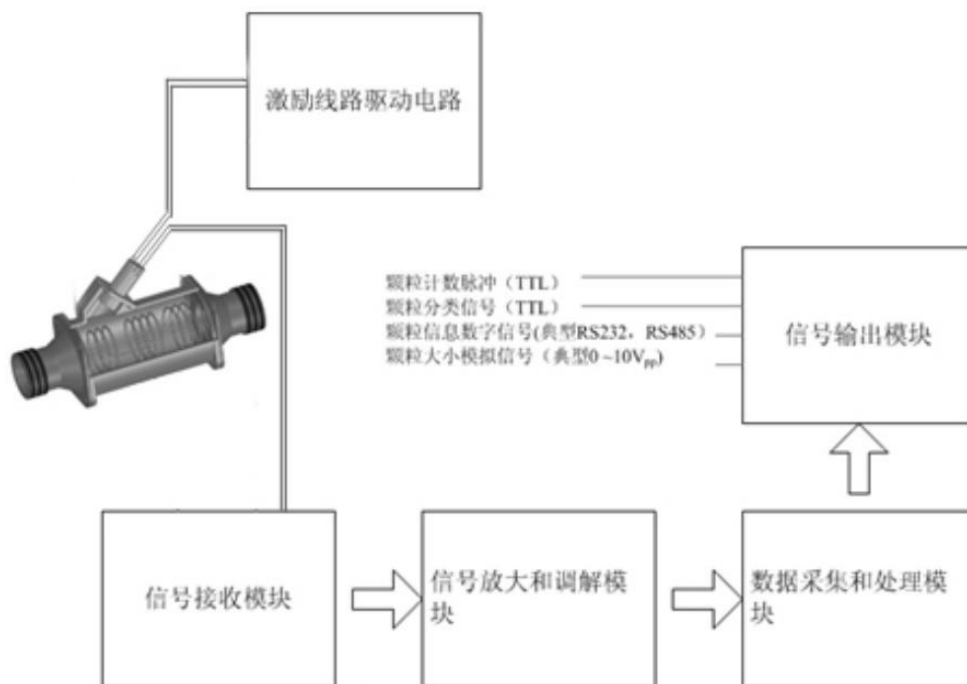 激励线路驱动电路
颗粒计数脉冲（TTL）
颗粒分类信号（TTL）
颗粒信息数字信号(典型RS232，RS485）
颗粒大小模拟信号（典型0~10Vpp)
信号输出模块
信号接收模块
信号放大和调解模
块
数据采集和处理模
块